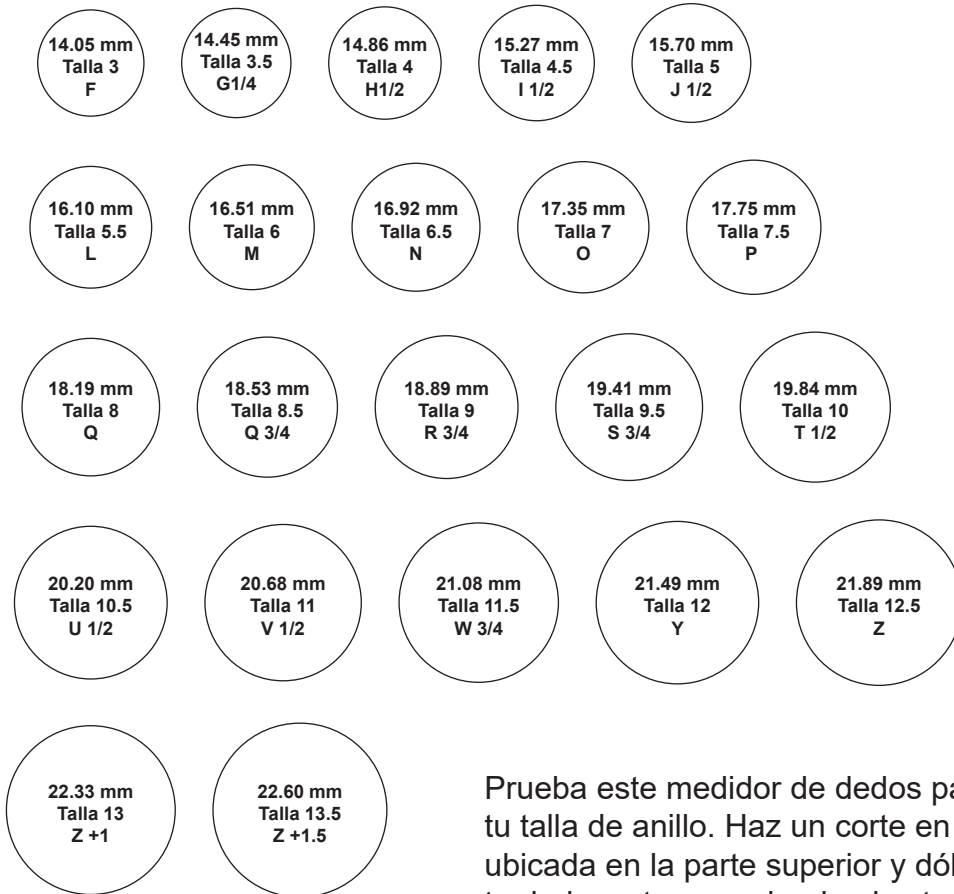 14.05 mm
Talla 3
F
14.45 mm
Talla 3.5
G1/4
14.86 mm
Talla 4
H1/2
15.27 mm
Talla 4.5
I 1/2
15.70 mm
Talla 5
J 1/2
16.10 mm
Talla 5.5
L
16.51 mm
Talla 6
M
16.92 mm
Talla 6.5
N
17.35 mm
Talla 7
O
17.75 mm
Talla 7.5
P
18.19 mm
Talla 8
Q
18.53 mm
Talla 8.5
Q 3/4
18.89 mm
Talla 9
R 3/4
19.41 mm
Talla 9.5
S 3/4
19.84 mm
Talla 10
T 1/2
20.20 mm
Talla 10.5
U 1/2
20.68 mm
Talla 11
V 1/2
21.08 mm
Talla 11.5
W 3/4
21.49 mm
Talla 12
Y
21.89 mm
Talla 12.5
Z
22.33 mm
Talla 13
Z +1
22.60 mm
Talla 13.5
Z +1.5
Prueba este medidor de dedos pa
tu talla de anillo. Haz un corte en
ubicada en la parte superior y dól